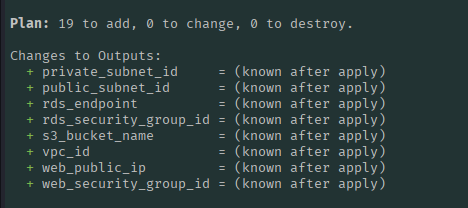 Plan: 19 to add, 0 to change, 0 to destroy.
Changes to Outputs:
+ private_subnet_id = (known after apply)
+ public_subnet_id = (known after apply)
+ rds_endpoint = (known after apply)
+ rds_security_group_id = (known after apply)
+ s3_bucket_name = (known after apply)
+ vpc_id = (known after apply)
+ web_public_ip = (known after apply)
+ web_security_group_id = (known after apply)